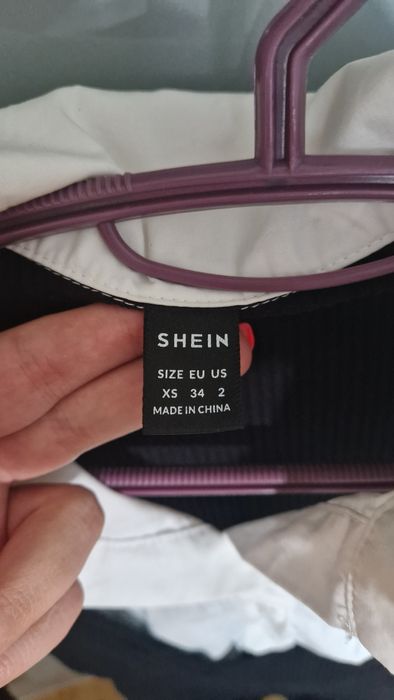 SHEIN
SIZE EU US
XS 34 2
MADE IN CHINA